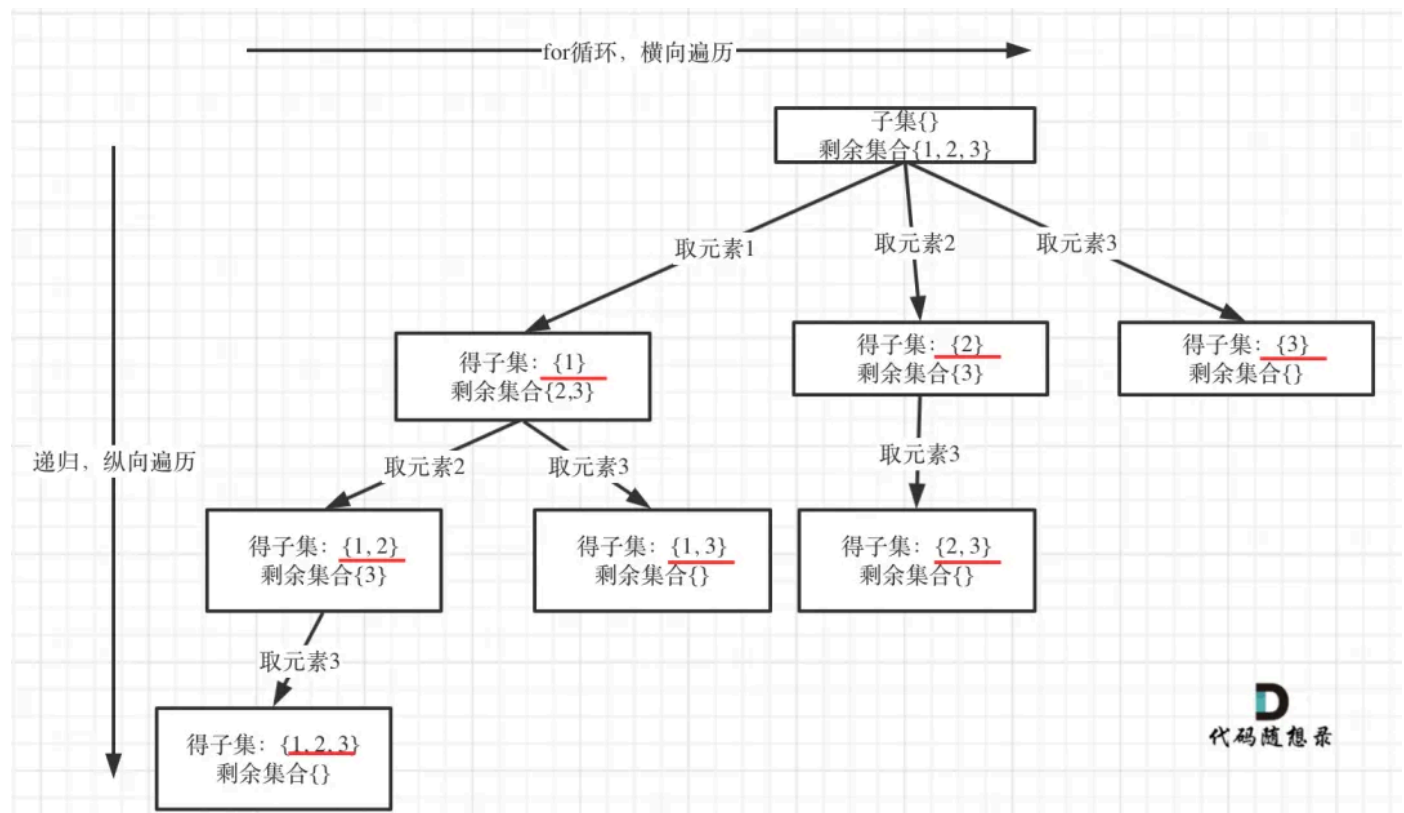 for循环，横向遍历
子集{}
剩余集合{1, 2, 3}
取元素1
取元素2
取元素3
得子集：{1}
剩余集合{2,3}
得子集：{2}
剩余集合{3}
得子集：{3}
剩余集合{}
递归，纵向遍历
取元素2
取元素3
取元素3
得子集：{1, 2}
剩余集合{3}
得子集：{1, 3}
剩余集合{}
得子集：{2, 3}
剩余集合{}
取元素3
得子集：{1, 2, 3}
剩余集合{}
代码随想录